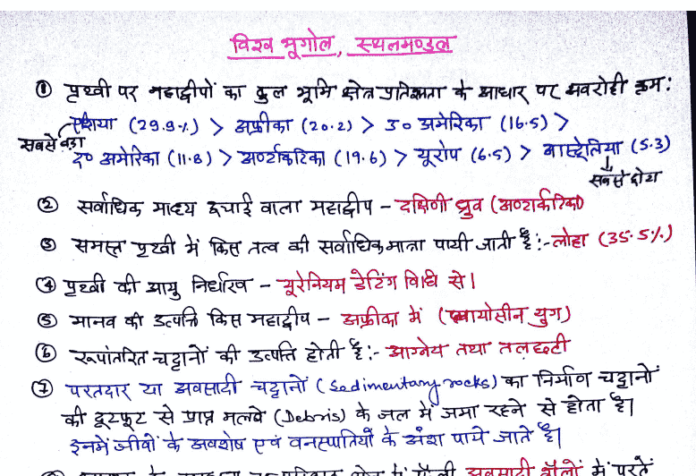 विश्व भूगोल, स्थलमण्डल
① पृथ्वी पर महाद्वीपों का कुल भूमि क्षेत्र प्रतिशतता के आधार पर अवरोही क्रम:
एशिया (29.9%) > अफ्रीका (20.2) > उ० अमेरिका (16.5) >
सबसे बड़ा
द० अमेरिका (11.8) > अण्टार्कटिका (19.6) > यूरोप (6.5) > आस्ट्रेलिया (5.3)
सबसे छोटा
② सर्वाधिक माध्य ऊचाई वाला महाद्वीप - दक्षिणी ध्रुव (अण्टार्कटिका)
③ समस्त पृथ्वी में किस तत्व की सर्वाधिक मात्रा पायी जाती है:- लोहा (35.5%)
④ पृथ्वी की आयु निर्धारण - यूरेनियम डेटिंग विधि से।
⑤ मानव की उत्पत्ति किस महाद्वीप - अफ्रीका में (प्लायोसीन युग)
⑥ रूपांतरित चट्टानों की उत्पत्ति होती है:- आग्नेय तथा तलछटी
⑦ परतदार या अवसादी चट्टानों (Sedimentary rocks) का निर्माण चट्टानों
की टूटफूट से प्राप्त मलवे (Debris) के जल में जमा रहने से होता है।
इनमें जीवों के अवशेष एवं वनस्पतियों के अंश पाये जाते है।